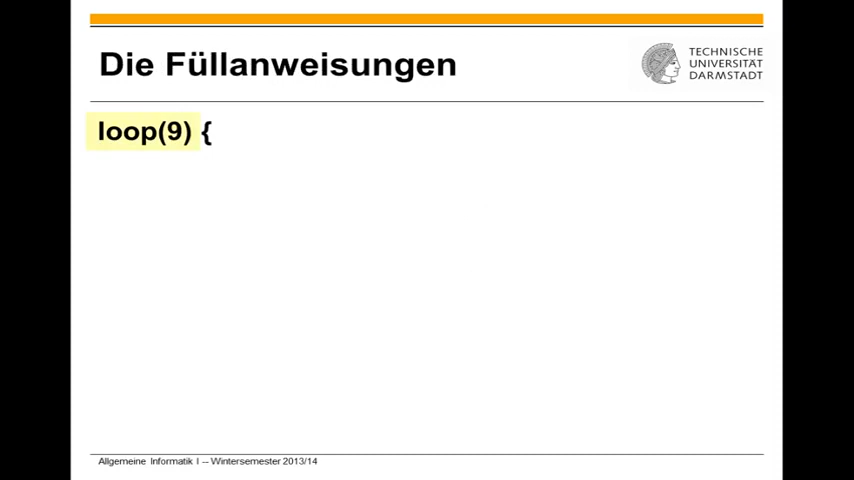 Die Füllanweisungen
TECHNISCHE
UNIVERSITÄT
DARMSTADT
loop(9) {
Allgemeine Informatik I -- Wintersemester 2013/14